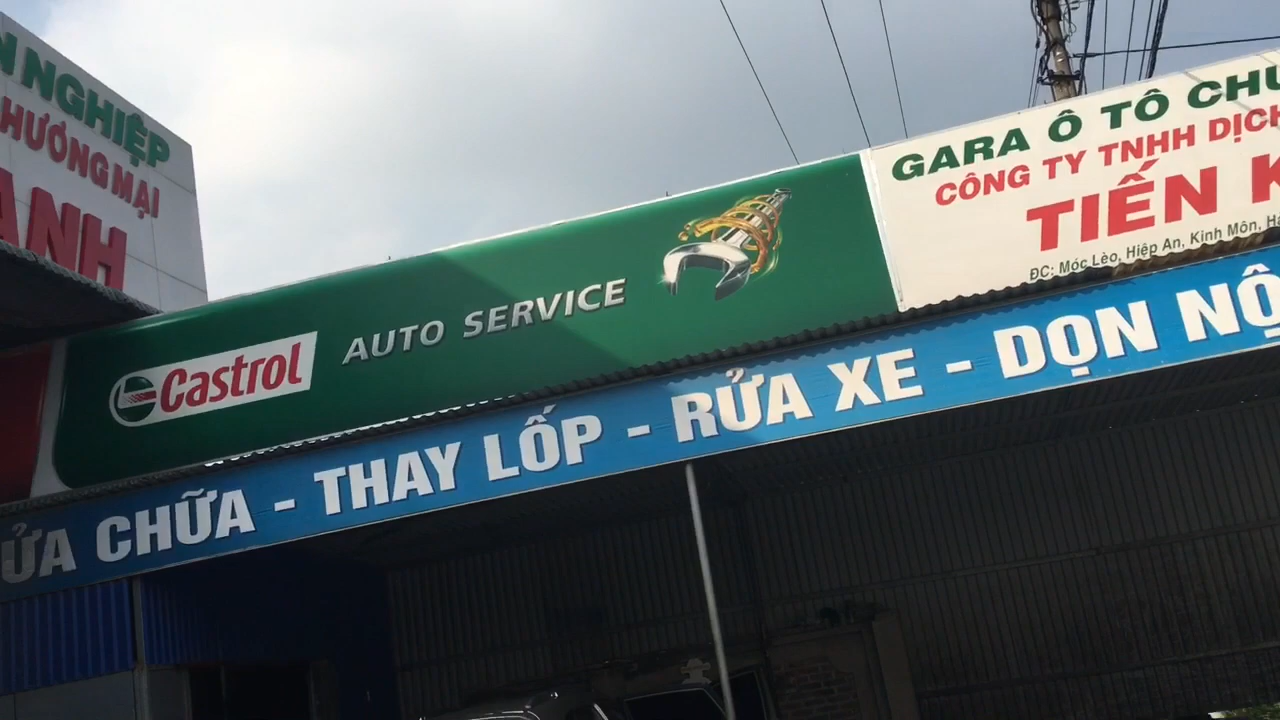 NGHIỆP
HƯƠNG MẠI
ANH
Castrol
AUTO SERVICE
GARA Ô TÔ
CÔNG TY TNHH DỊCH
TIẾN
ĐC: Móc Lèo, Hiệp An, Kinh Môn,
ỬA CHỮA - THAY LỐP - RỬA XE - DỌN NỘ